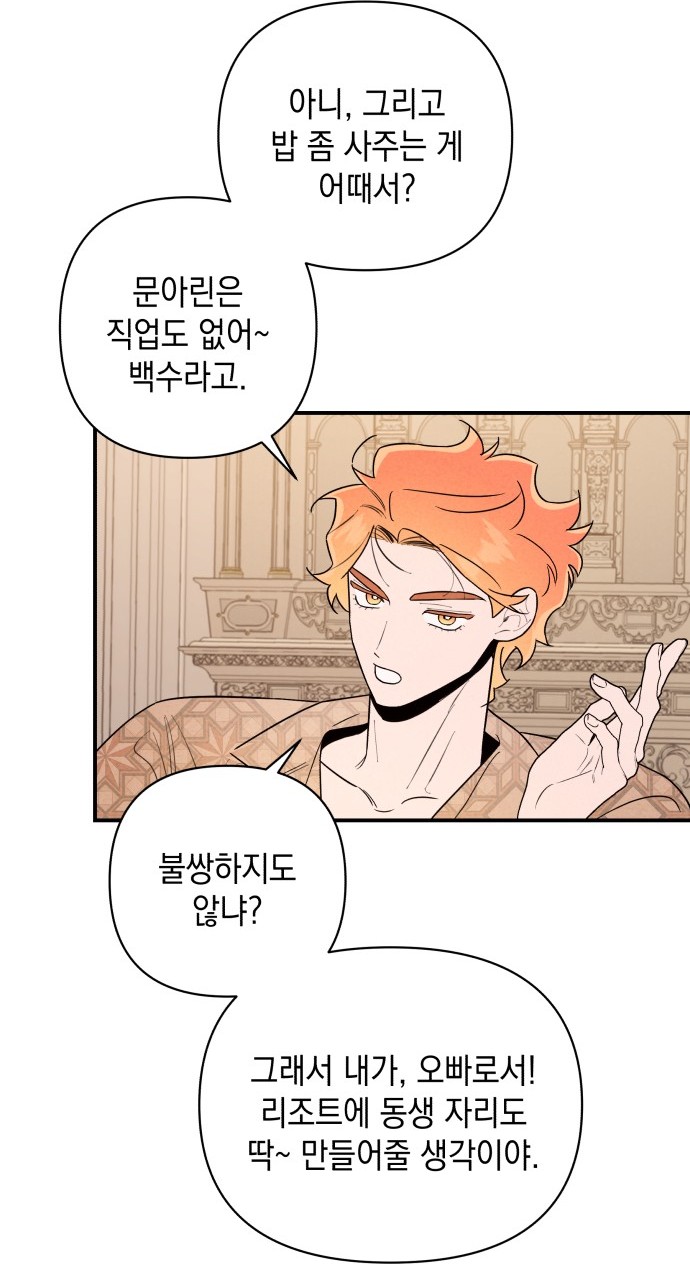 아니, 그리고
밥 좀 사주는 게
어때서?
문아린은
직업도 없어~
백수라고.
불쌍하지도
않냐?
그래서 내가, 오빠로서!
리조트에 동생 자리도
딱~ 만들어줄 생각이야.